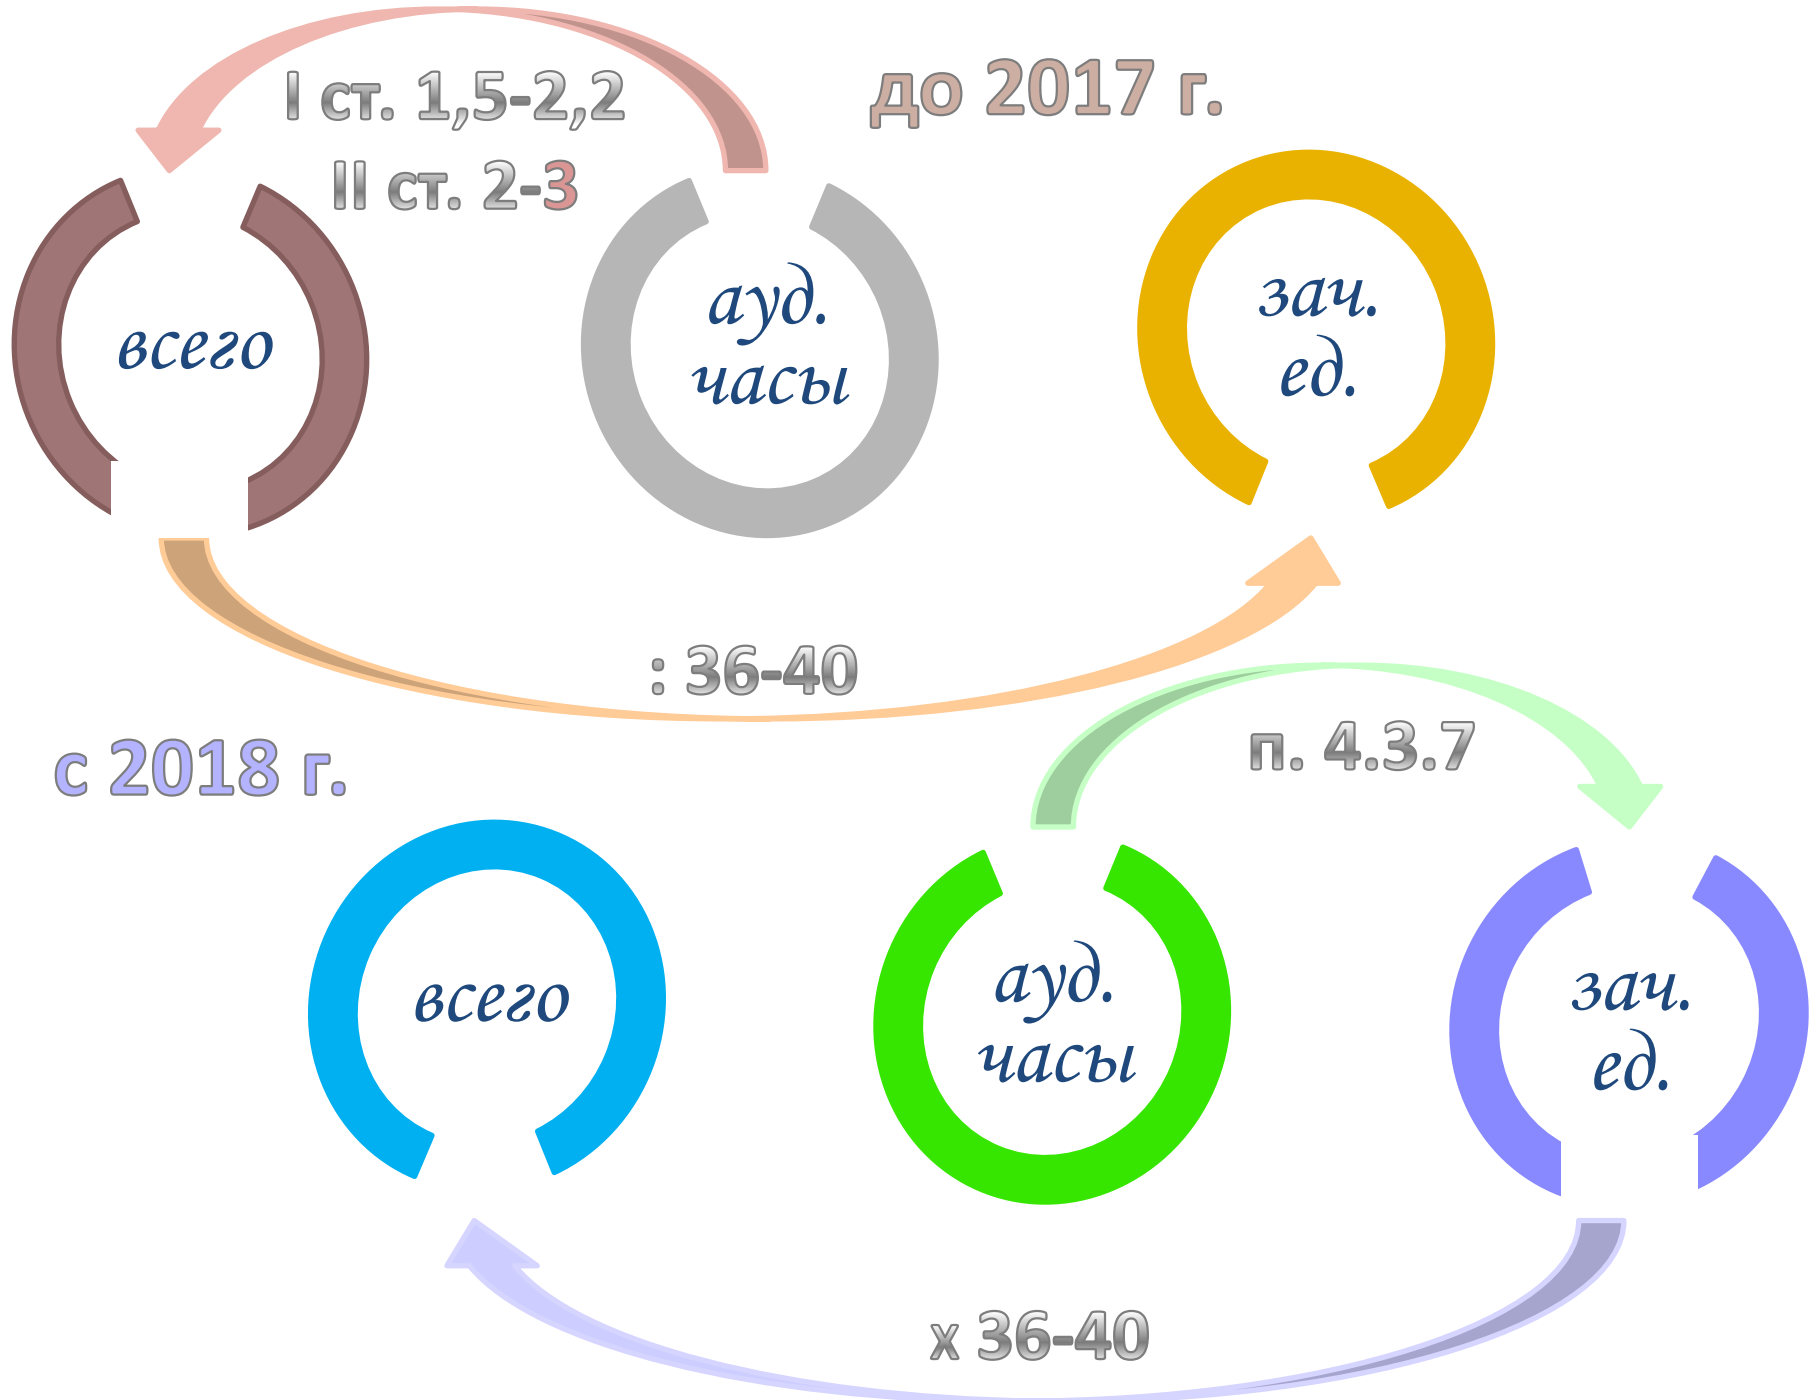 I ст. 1,5-2,2
II ст. 2-3
до 2017 г.
всего
ауд.
часы
зач.
ед.
: 36-40
с 2018 г.
п. 4.3.7
всего
ауд.
часы
зач.
ед.
х 36-40